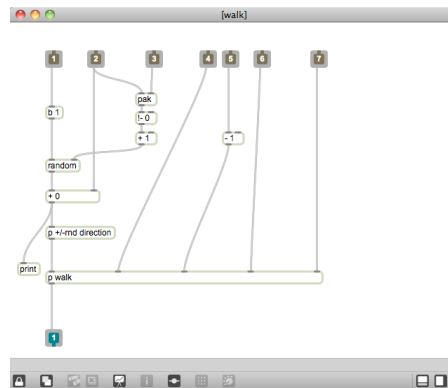 [walk]
1 2 3 4 5 6 7
pak
b 1
!- 0
+ 1
- 1
random
+ 0
p +/-rnd direction
print
p walk
1